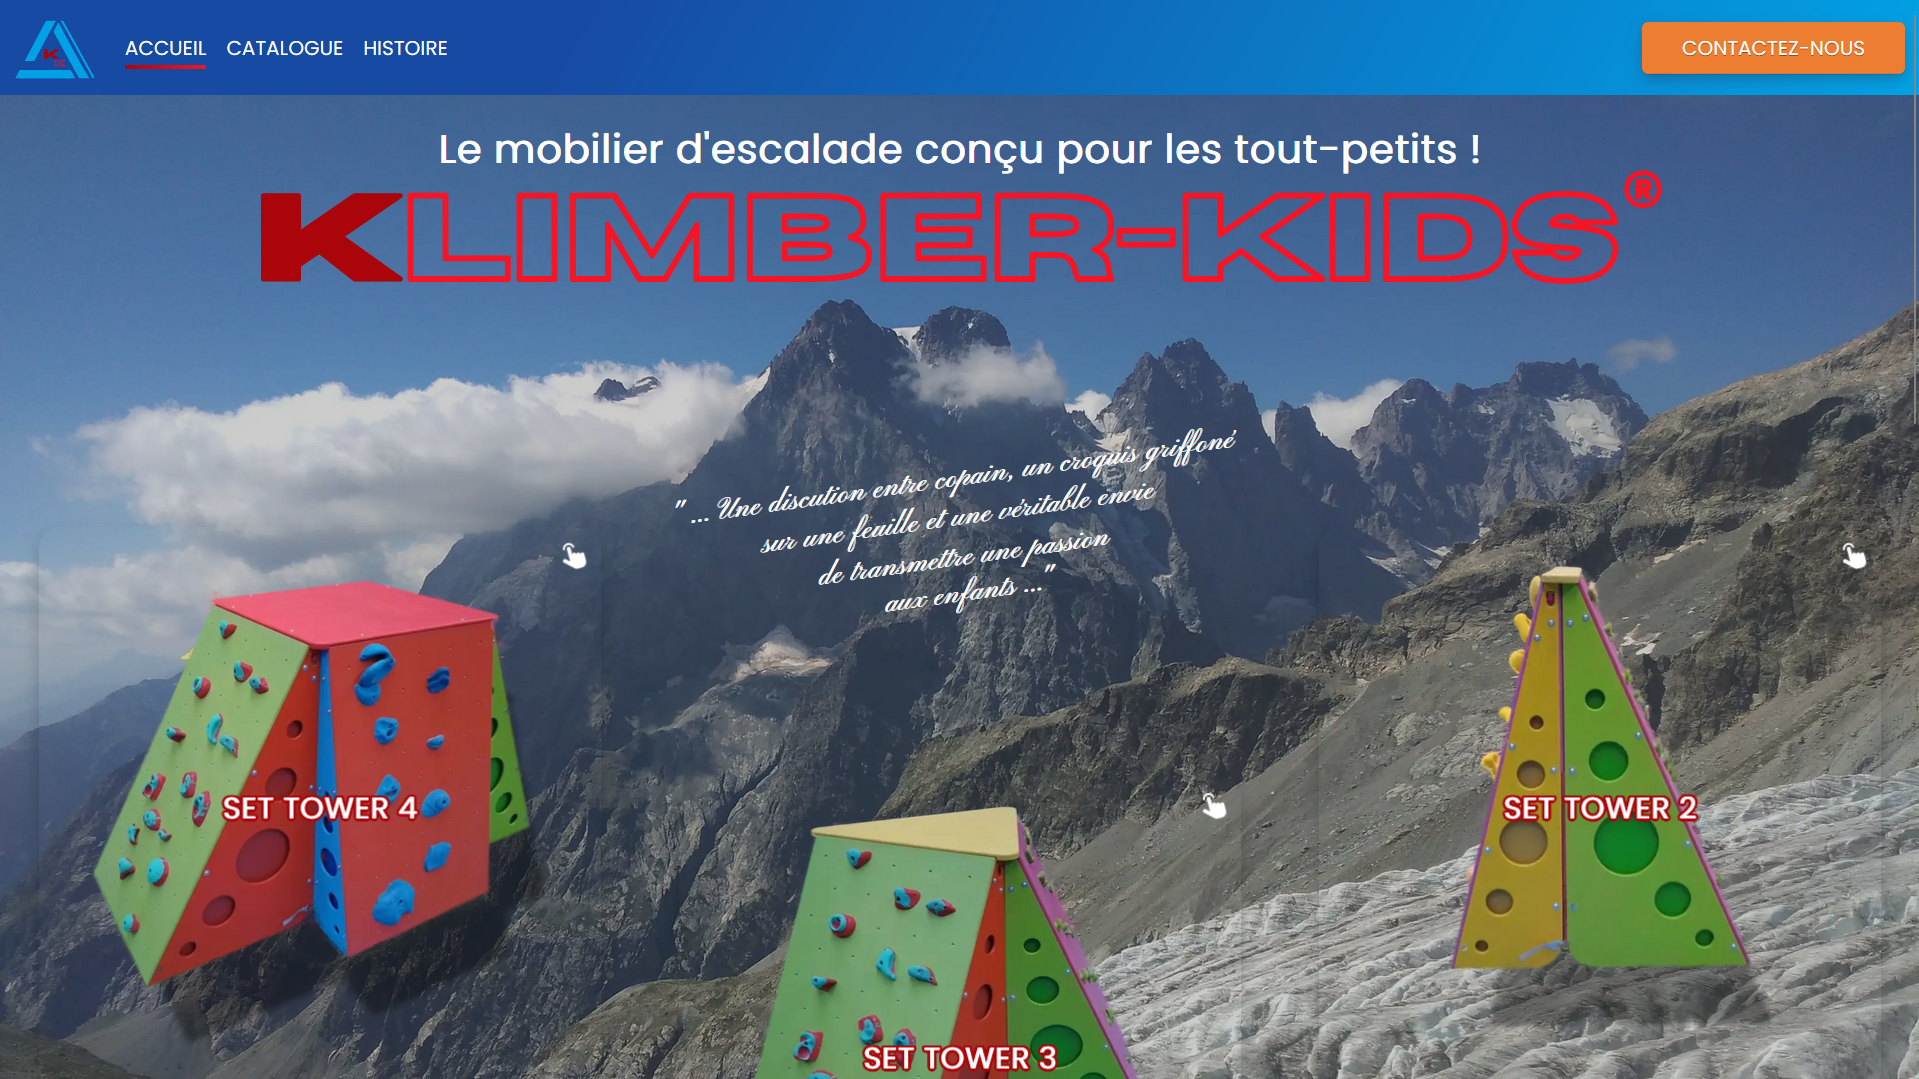 ACCUEIL CATALOGUE HISTOIRE
CONTACTEZ-NOUS
Le mobilier d'escalade conçu pour les tout-petits !
KLIMBER-KIDS®
" ... Une discution entre copain, un croquis griffoné
sur une feuille et une véritable envie
de transmettre une passion
aux enfants ..."
SET TOWER 4
SET TOWER 2
SET TOWER 3